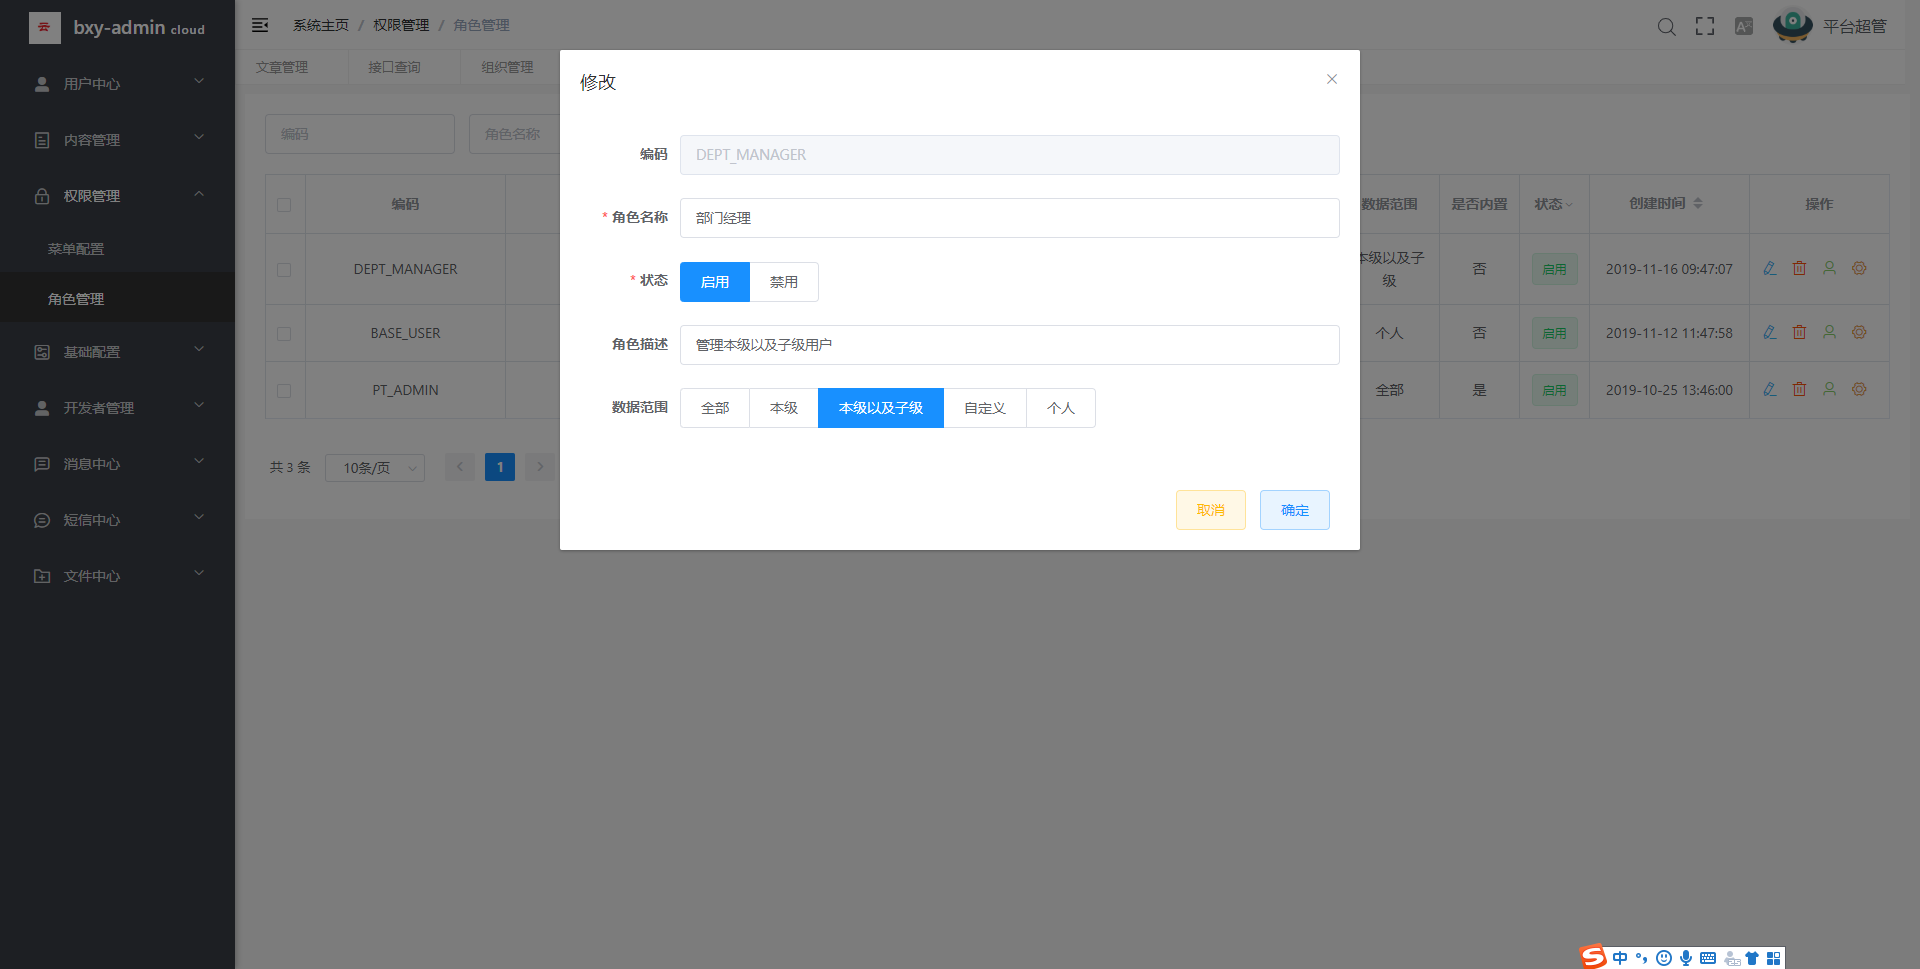 bxy-admin cloud
用户中心
内容管理
权限管理
菜单配置
角色管理
基础配置
开发者管理
消息中心
短信中心
文件中心
系统主页 / 权限管理 / 角色管理
平台超管
文章管理 接口查询 组织管理
编码 角色名称
编码 数据范围 是否内置 状态 创建时间 操作
DEPT_MANAGER 本级以及子级 否 启用 2019-11-16 09:47:07
BASE_USER 个人 否 启用 2019-11-12 11:47:58
PT_ADMIN 全部 是 启用 2019-10-25 13:46:00
共 3 条 10条/页 1
修改
编码 DEPT_MANAGER
* 角色名称 部门经理
* 状态 启用 禁用
角色描述 管理本级以及子级用户
数据范围 全部 本级 本级以及子级 自定义 个人
取消 确定
S 中